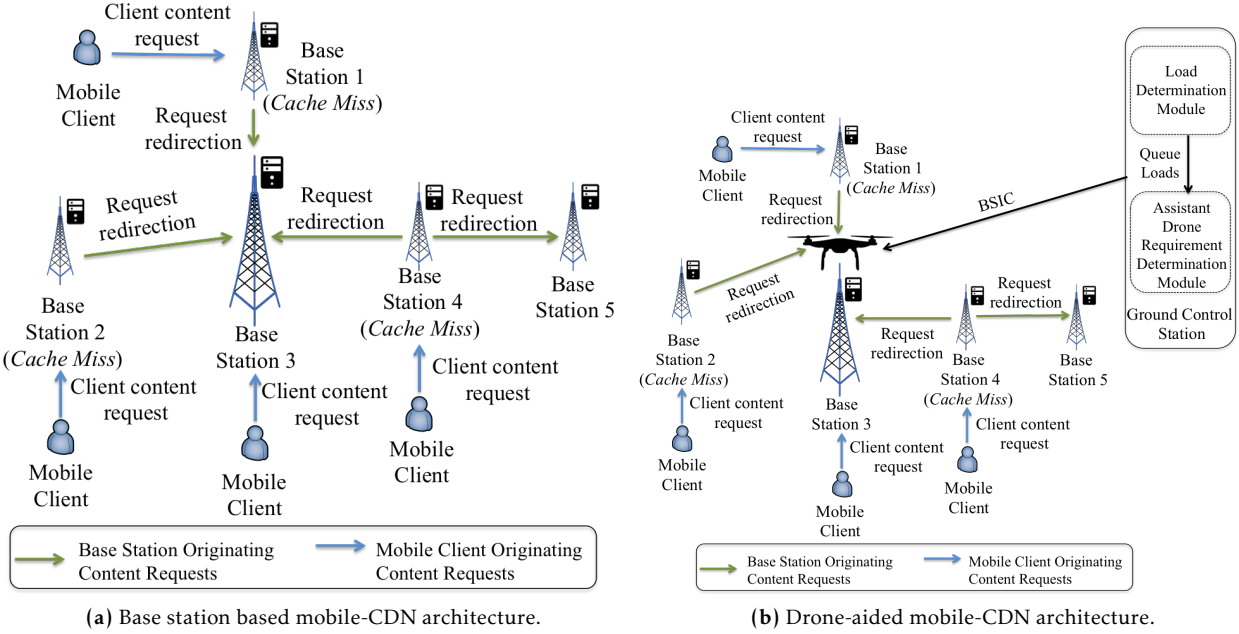 Client content
request
Mobile
Client
Base
Station 1
(Cache Miss)
Request
redirection
Request
redirection
Request
redirection
Request
redirection
Base
Station 2
(Cache Miss)
Base
Station 3
Base
Station 4
(Cache Miss)
Base
Station 5
Client content
request
Client content
request
Client content
request
Mobile
Client
Mobile
Client
Mobile
Client
Base Station Originating
Content Requests
Mobile Client Originating
Content Requests
(a) Base station based mobile-CDN architecture.
Client content
request
Mobile
Client
Base
Station 1
(Cache Miss)
Request
redirection
BSIC
Load
Determination
Module
Queue
Loads
Assistant
Drone
Requirement
Determination
Module
Ground Control
Station
Request
redirection
Request
redirection
Request
redirection
Base
Station 2
(Cache Miss)
Base
Station 3
Base
Station 4
(Cache Miss)
Base
Station 5
Client content
request
Client content
request
Client content
request
Mobile
Client
Mobile
Client
Mobile
Client
Base Station Originating
Content Requests
Mobile Client Originating
Content Requests
(b) Drone-aided mobile-CDN architecture.